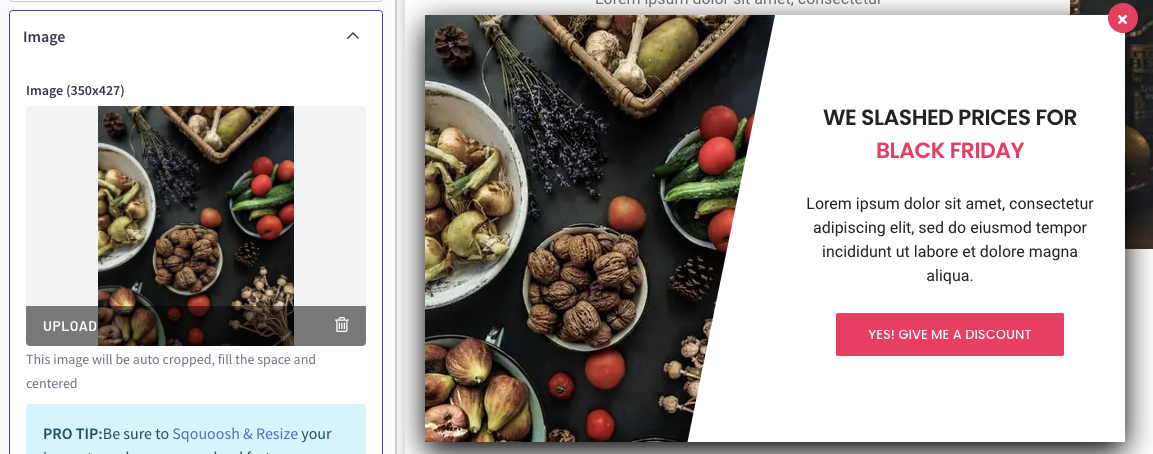 Image
Image (350x427)
UPLOAD
This image will be auto cropped, fill the space and
centered
PRO TIP:Be sure to Sqouosh & Resize your
Lorem ipsum dolor sit amet, consectetur
WE SLASHED PRICES FOR
BLACK FRIDAY
Lorem ipsum dolor sit amet, consectetur
adipiscing elit, sed do eiusmod tempor
incididunt ut labore et dolore magna
aliqua.
YES! GIVE ME A DISCOUNT